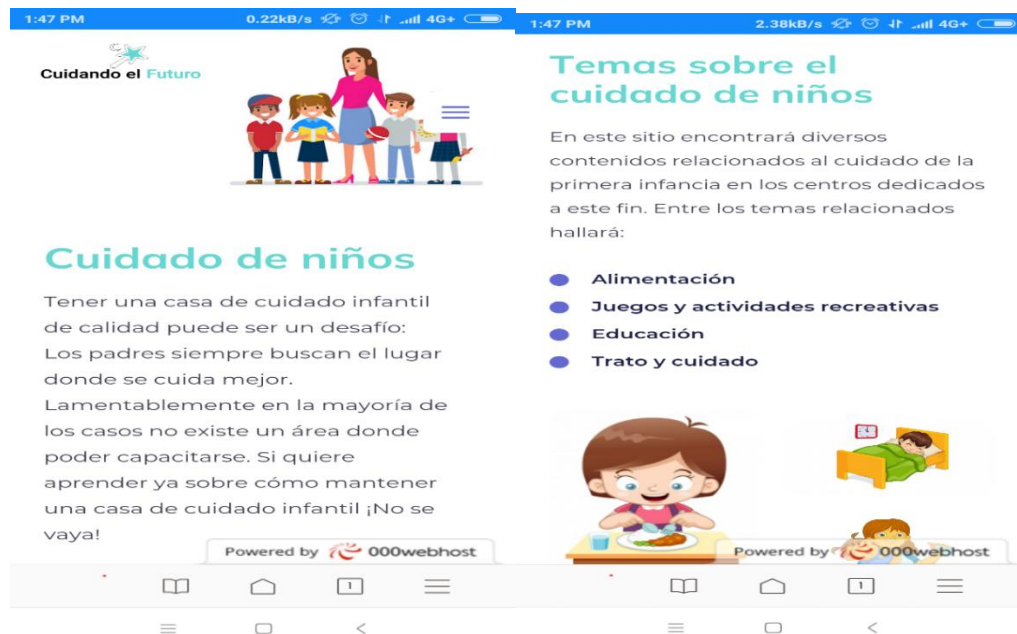 1:47 PM 0.22kB/s 4G+
Cuidando el Futuro
Cuidado de niños
Tener una casa de cuidado infantil
de calidad puede ser un desafío:
Los padres siempre buscan el lugar
donde se cuida mejor.
Lamentablemente en la mayoría de
los casos no existe un área donde
poder capacitarse. Si quiere
aprender ya sobre cómo mantener
una casa de cuidado infantil ¡No se
vaya!
Powered by 000webhost
1
1:47 PM 2.38kB/s 4G+
Temas sobre el
cuidado de niños
En este sitio encontrará diversos
contenidos relacionados al cuidado de la
primera infancia en los centros dedicados
a este fin. Entre los temas relacionados
hallará:
Alimentación
Juegos y actividades recreativas
Educación
Trato y cuidado
Powered by 000webhost
1